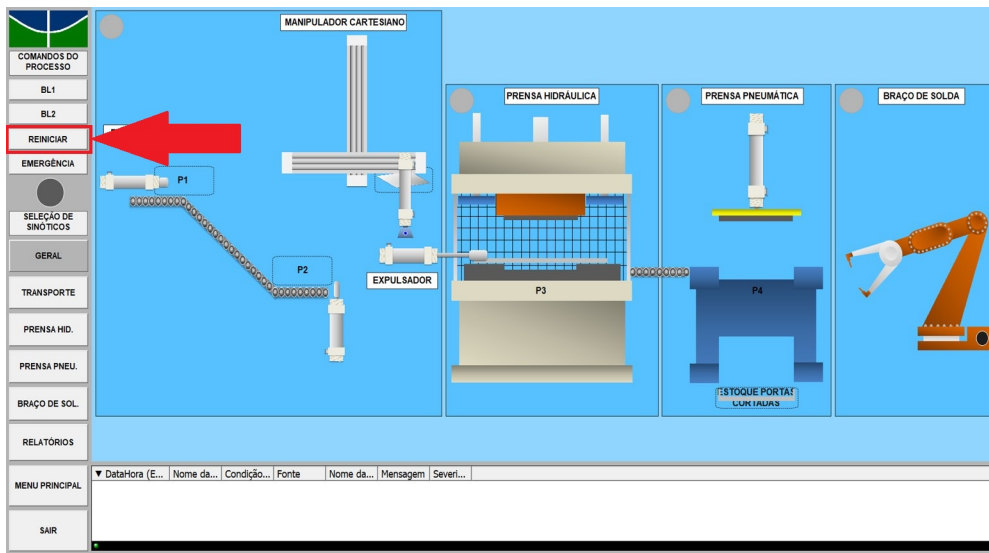 MANIPULADOR CARTESIANO
COMANDOS DO
PROCESSO
BL1
BL2
REINICIAR
EMERGÊNCIA
SELEÇÃO DE
SINÓTICOS
GERAL
TRANSPORTE
PRENSA HID.
PRENSA PNEU.
BRAÇO DE SOL.
RELATÓRIOS
MENU PRINCIPAL
SAIR
P1
P2
EXPULSADOR
PRENSA HIDRÁULICA
P3
PRENSA PNEUMÁTICA
P4
ESTOQUE PORTAS
CORTADAS
BRAÇO DE SOLDA
DataHora (E... Nome da... Condição... Fonte Nome da... Mensagem Severi...